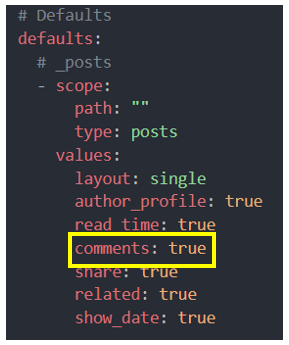 # Defaults
defaults:
  # _posts
  - scope:
      path: ""
      type: posts
    values:
      layout: single
      author_profile: true
      read_time: true
      comments: true
      share: true
      related: true
      show_date: true